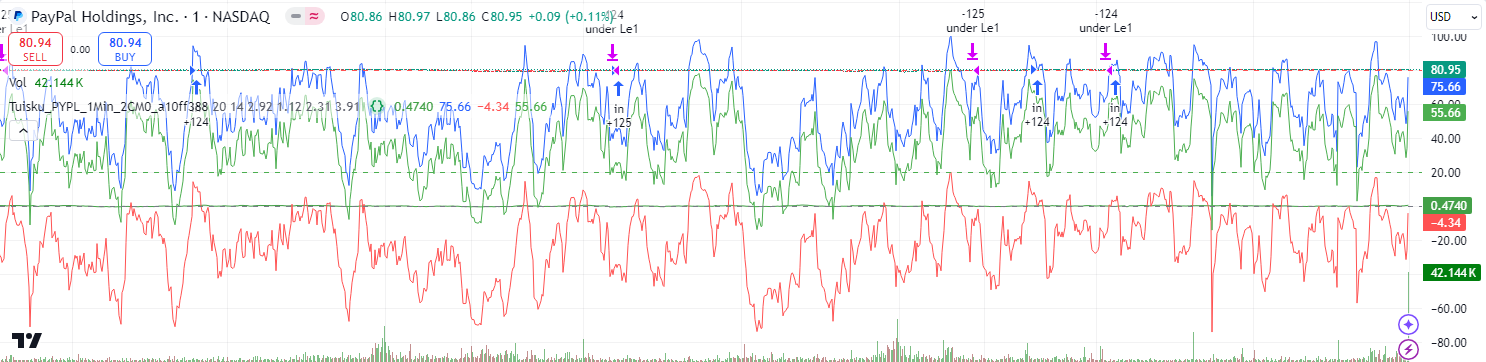 PayPal Holdings, Inc. · 1 · NASDAQ
O80.86 H80.97 L80.86 C80.95 +0.09 (+0.11%)
80.94
SELL
0.00
80.94
BUY
Vol 42.144 K
Tuisku_PYPL_1Min_2CM0_a10ff388 20 14 2.92 1.12 2.31 3.91 0.4740 75.66 −4.34 55.66
+124
under Le1
in
+125
-125
under Le1
in
+124
-124
under Le1
in
+124
USD
100.00
80.95
75.66
55.66
40.00
20.00
0.4740
−4.34
−20.00
42.144 K
−60.00
−80.00